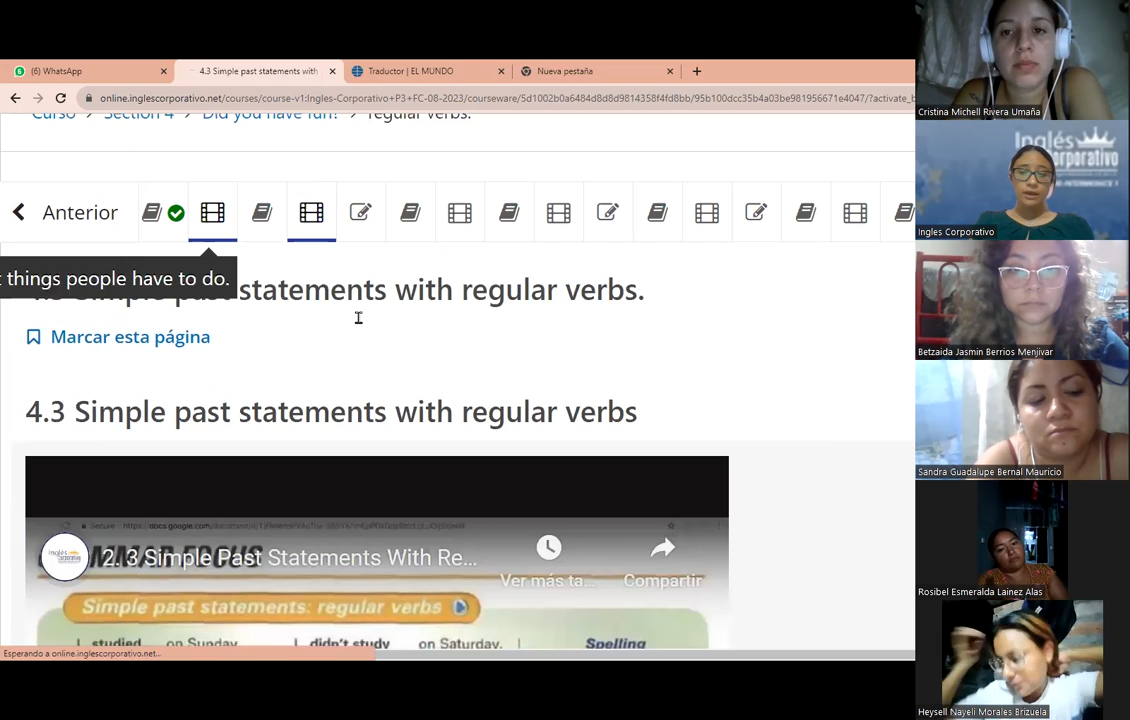 (6) WhatsApp
4.3 Simple past statements with
Traductor | EL MUNDO
Nueva pestaña
online.inglescorporativo.net/courses/course-v1:Ingles-Corporativo+P3+FC-08-2023/courseware/5d1002b0a6484d8d8d9814358f4fd8bb/95b100dcc35b4a03be981956671e4047/?activate_b
Curso > Section 4 > Did you have fun? > regular verbs.
Anterior
t things people have to do.
4.3 Simple past statements with regular verbs.
Marcar esta página
4.3 Simple past statements with regular verbs
2. 3 Simple Past Statements With Re...
Ver más ta...
Compartir
Simple past statements: regular verbs
I studied on Sunday.
I didn't study on Saturday.
Spelling
Esperando a online.inglescorporativo.net...
Cristina Michell Rivera Umaña
Inglés
Corporativo
Ingles Corporativo
Betzaida Jasmin Berrios Menjivar
Sandra Guadalupe Bernal Mauricio
Rosibel Esmeralda Lainez Alas
Heysell Nayeli Morales Brizuela